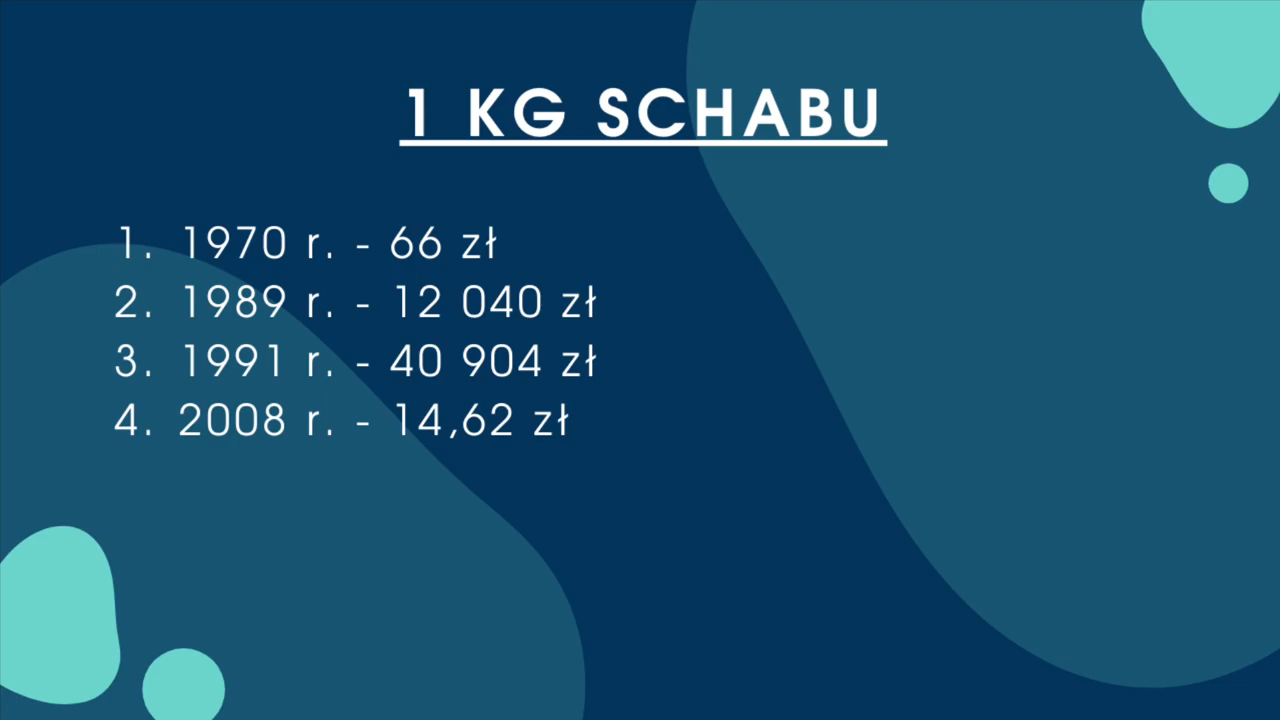 1 KG SCHABU
1. 1970 r. - 66 zł
2. 1989 r. - 12 040 zł
3. 1991 r. - 40 904 zł
4. 2008 r. - 14,62 zł